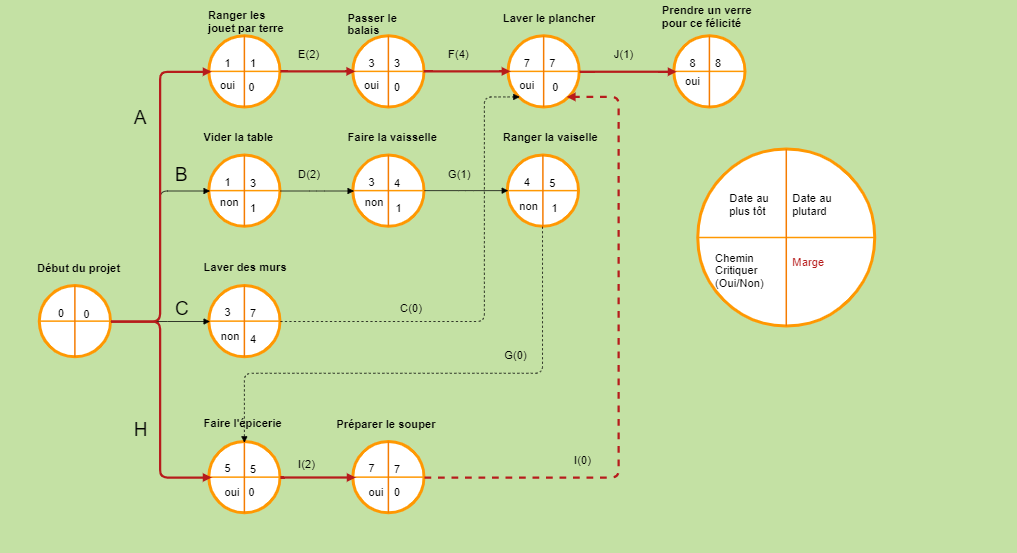 Ranger les
jouet par terre
Passer le
balais
Laver le plancher
Prendre un verre
pour ce félicité
1 1
oui 0
E(2)
3 3
oui 0
F(4)
7 7
oui 0
J(1)
8 8
oui
A
Vider la table
Faire la vaisselle
Ranger la vaiselle
B
1 3
non 1
D(2)
3 4
non 1
G(1)
4 5
non 1
Date au
plus tôt
Date au
plutard
Chemin
Critiquer
(Oui/Non)
Marge
Début du projet
Laver des murs
0 0
C
3 7
non 4
C(0)
G(0)
H
Faire l'épicerie
Préparer le souper
5 5
oui 0
I(2)
7 7
oui 0
I(0)